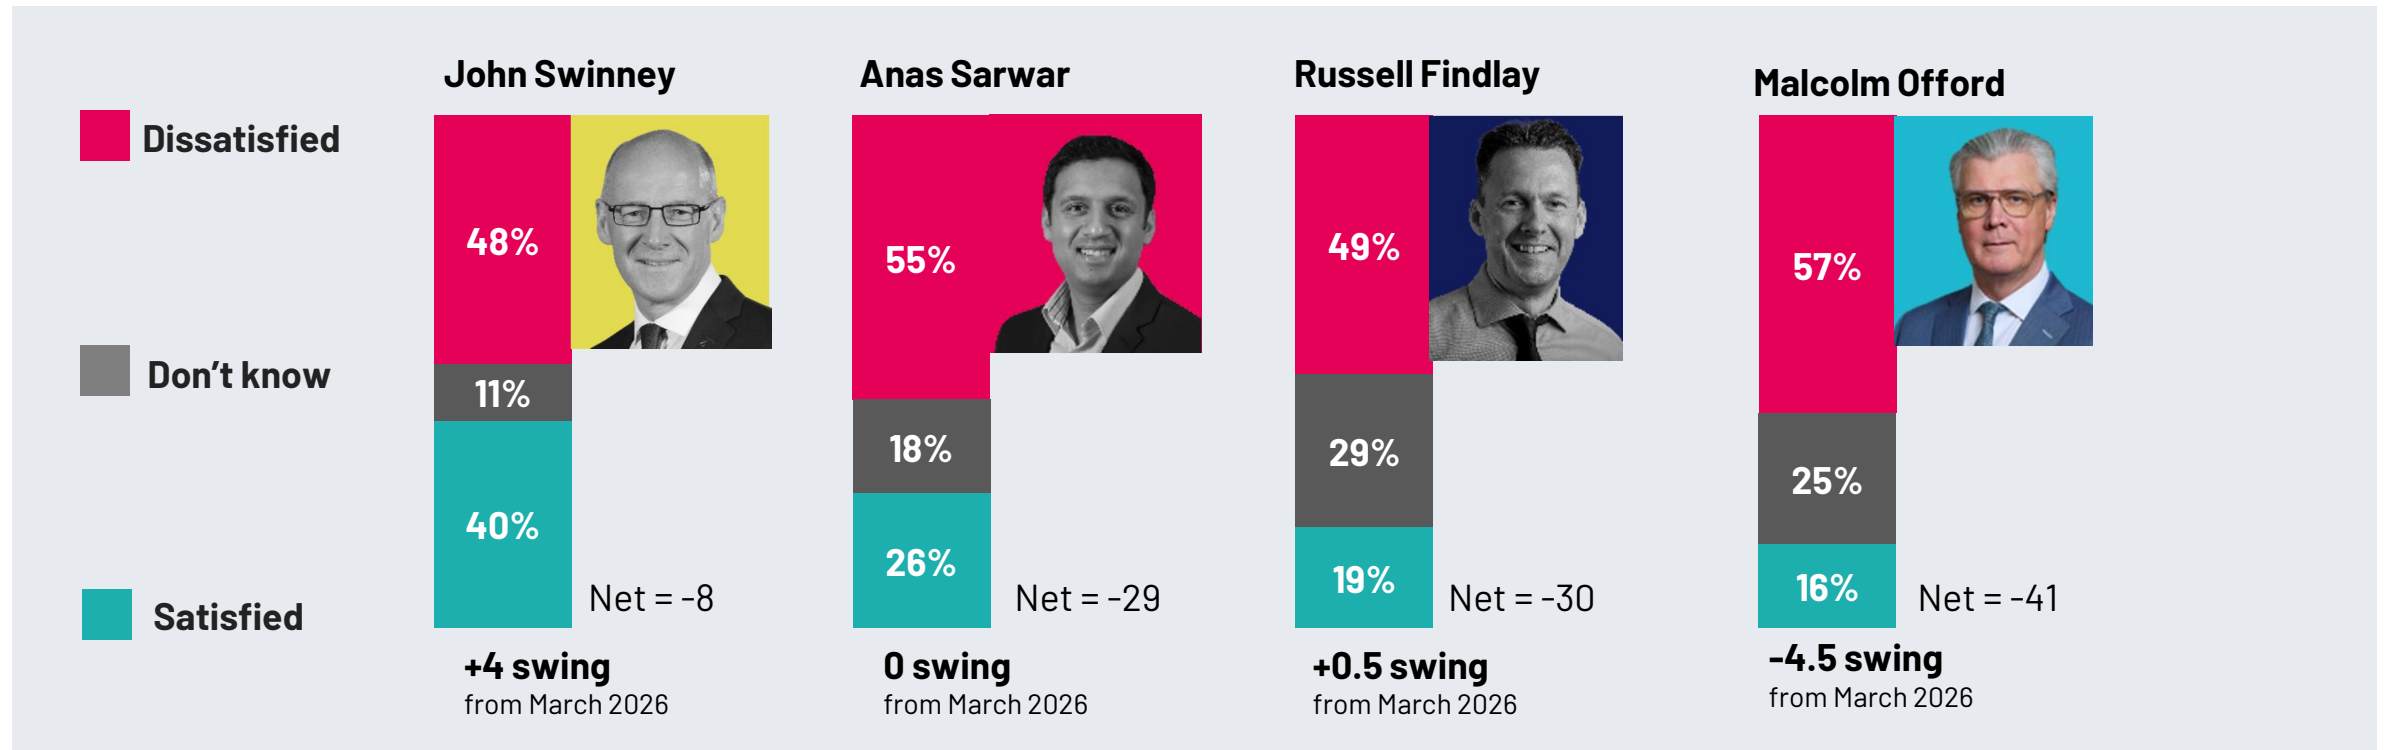 John Swinney
Anas Sarwar
Russell Findlay
Malcolm Offord
Dissatisfied
Don't know
Satisfied
48%
11%
40%
Net = -8
+4 swing
from March 2026
55%
18%
26%
Net = -29
0 swing
from March 2026
49%
29%
19%
Net = -30
+0.5 swing
from March 2026
57%
25%
16%
Net = -41
-4.5 swing
from March 2026